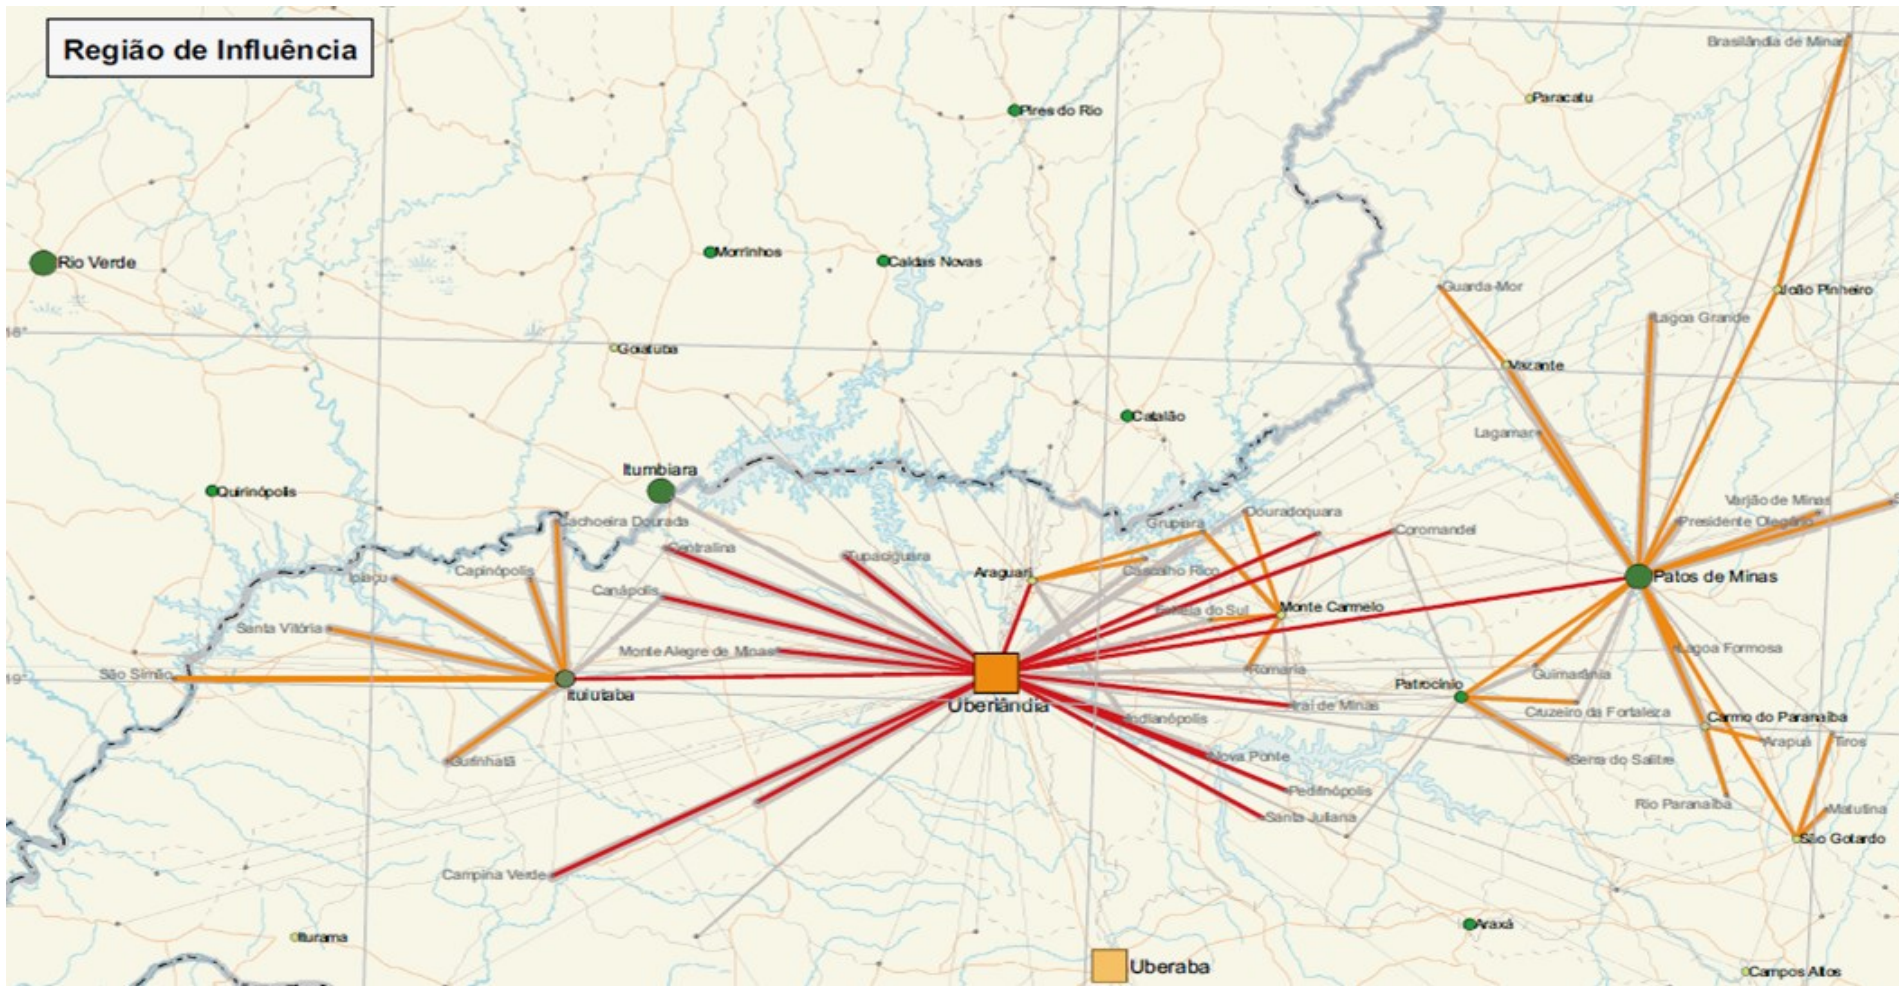 Região de Influência
Brasilândia de Minas
Paracatu
Pires do Rio
Morrinhos
Caldas Novas
Rio Verde
Guarda-Mor
João Pinheiro
Lagoa Grande
18°
Goiatuba
Vazante
Catalão
Lagamar
Itumbiara
Quirinópolis
Varjão de Minas
Cachoeira Dourada
Grupiara
Douradoquara
Presidente Olegário
Coromandel
Centralina
Tupaciguara
Ipiaçu
Capinópolis
Araguari
Cascalho Rico
Patos de Minas
Canápolis
Estrela do Sul
Monte Carmelo
Santa Vitória
Monte Alegre de Minas
Lagoa Formosa
São Simão
19°
Romaria
Guimarânia
Patrocínio
Ituiutaba
Uberlândia
Iraí de Minas
Cruzeiro da Fortaleza
Indianópolis
Carmo do Paranaíba
Arapuá
Tiros
Gurinhatã
Nova Ponte
Serra do Salitre
Pedrinópolis
Rio Paranaíba
Matutina
Santa Juliana
São Gotardo
Campina Verde
Araxá
Iturama
Uberaba
Campos Altos